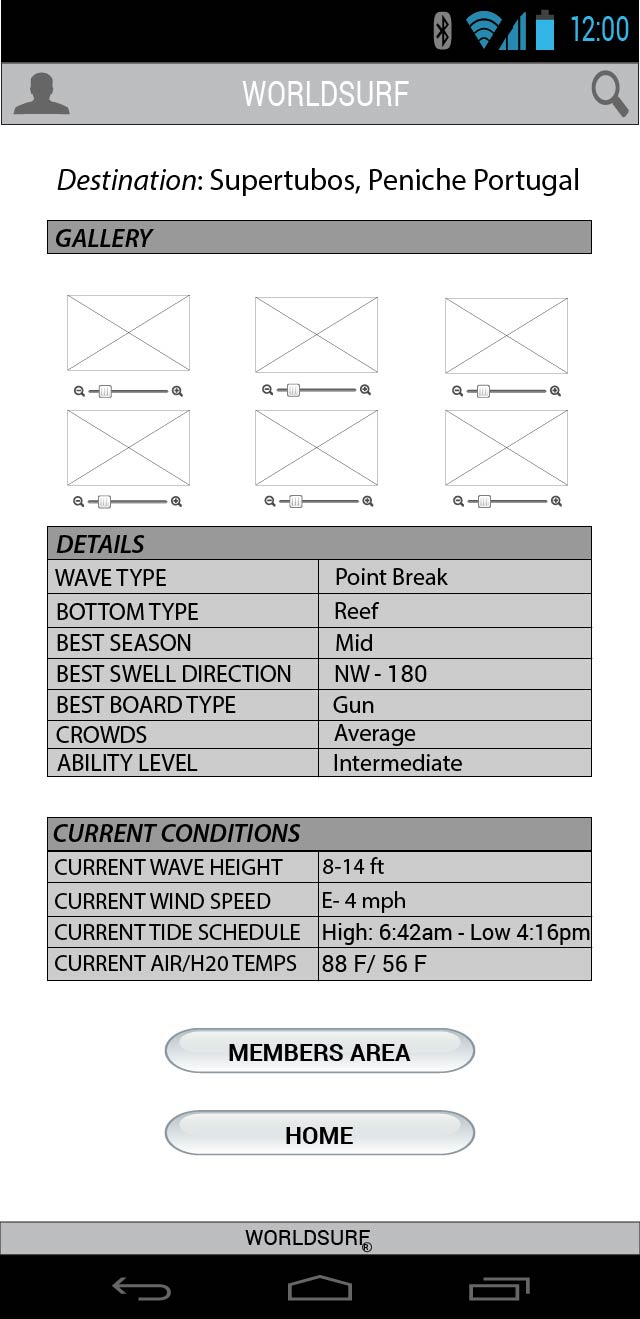 12:00
WORLDSURF
Destination: Supertubos, Peniche Portugal
GALLERY
DETAILS
WAVE TYPE Point Break
BOTTOM TYPE Reef
BEST SEASON Mid
BEST SWELL DIRECTION NW - 180
BEST BOARD TYPE Gun
CROWDS Average
ABILITY LEVEL Intermediate
CURRENT CONDITIONS
CURRENT WAVE HEIGHT 8-14 ft
CURRENT WIND SPEED E- 4 mph
CURRENT TIDE SCHEDULE High: 6:42am - Low 4:16pm
CURRENT AIR/H20 TEMPS 88 F/ 56 F
MEMBERS AREA
HOME
WORLDSURF®